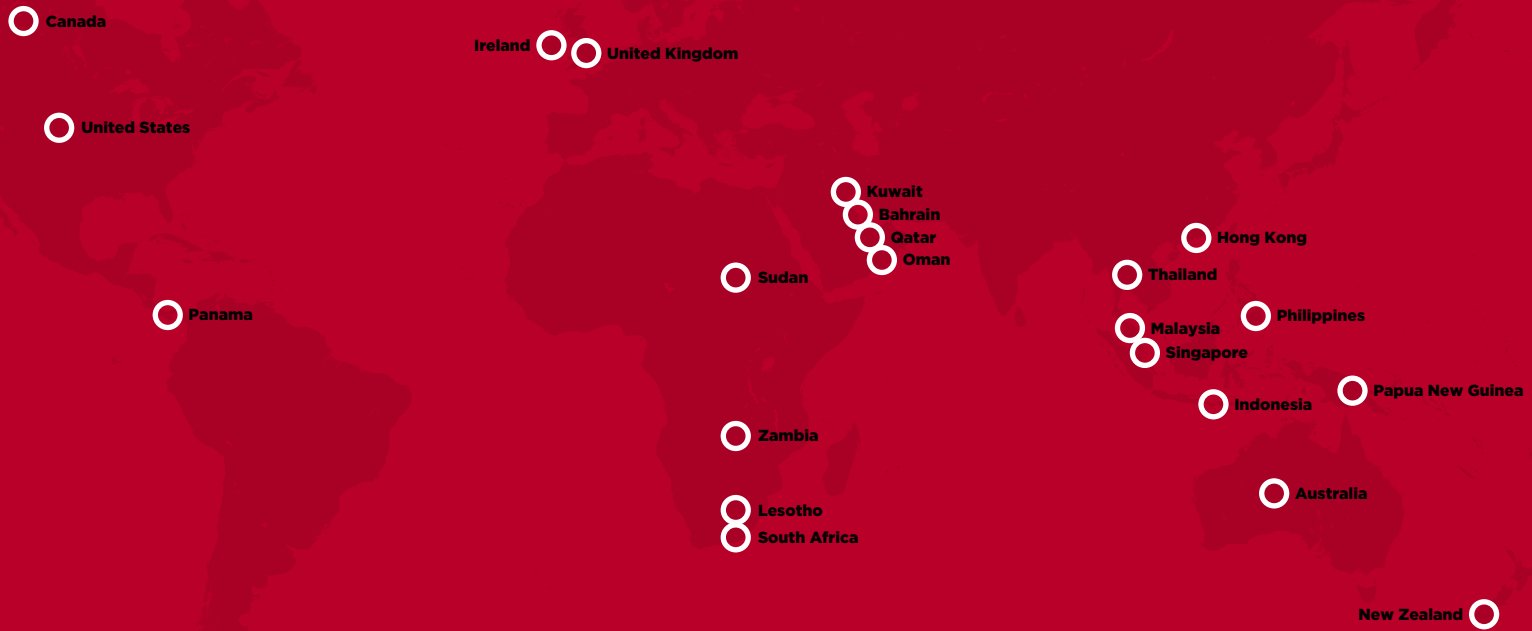 Canada
Ireland
United Kingdom
United States
Kuwait
Bahrain
Qatar
Hong Kong
Oman
Thailand
Sudan
Panama
Philippines
Malaysia
Singapore
Papua New Guinea
Indonesia
Zambia
Australia
Lesotho
South Africa
New Zealand